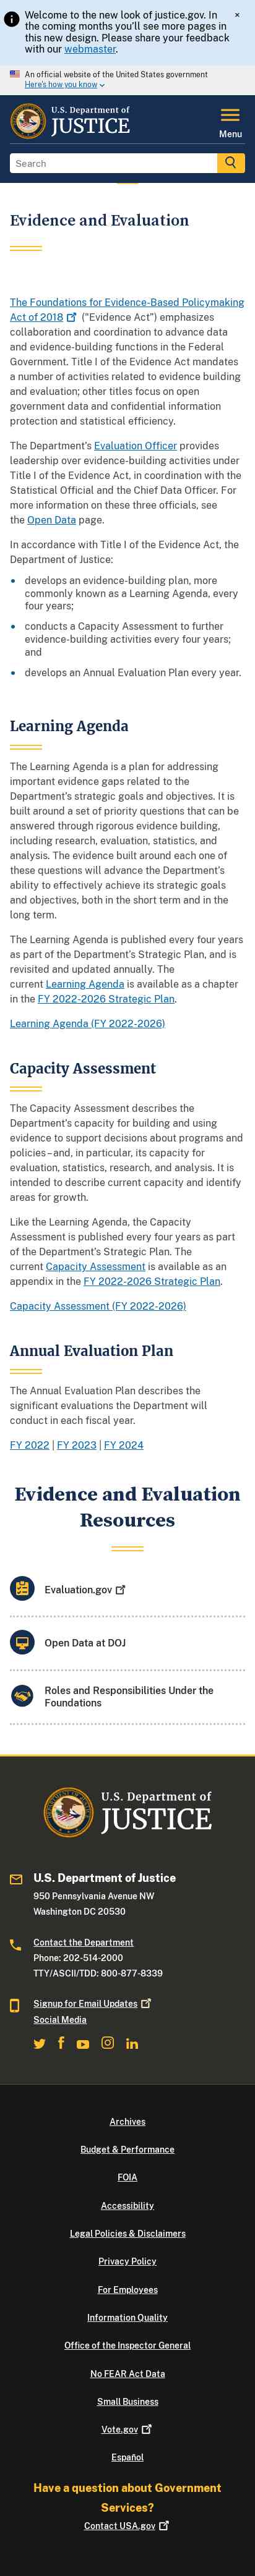 Welcome to the new look of justice.gov. In
the coming months you'll see more pages in
this new design. Please share your feedback
with our webmaster.
×
An official website of the United States government
Here's how you know
U.S. Department of
JUSTICE
Menu
Search
Evidence and Evaluation
The Foundations for Evidence-Based Policymaking
Act of 2018 ("Evidence Act") emphasizes
collaboration and coordination to advance data
and evidence-building functions in the Federal
Government. Title I of the Evidence Act mandates
a number of activities related to evidence building
and evaluation; other titles focus on open
government data and confidential information
protection and statistical efficiency.
The Department's Evaluation Officer provides
leadership over evidence-building activities under
Title I of the Evidence Act, in coordination with the
Statistical Official and the Chief Data Officer. For
more information on these three officials, see
the Open Data page.
In accordance with Title I of the Evidence Act, the
Department of Justice:
develops an evidence-building plan, more
commonly known as a Learning Agenda, every
four years;
conducts a Capacity Assessment to further
evidence-building activities every four years;
and
develops an Annual Evaluation Plan every year.
Learning Agenda
The Learning Agenda is a plan for addressing
important evidence gaps related to the
Department's strategic goals and objectives. It is
built around a set of priority questions that can be
answered through rigorous evidence building,
including research, evaluation, statistics, and
analysis. The evidence built around each one of
these questions will advance the Department's
ability to effectively achieve its strategic goals
and objectives, both in the short term and in the
long term.
The Learning Agenda is published every four years
as part of the Department's Strategic Plan, and is
revisited and updated annually. The
current Learning Agenda is available as a chapter
in the FY 2022-2026 Strategic Plan.
Learning Agenda (FY 2022-2026)
Capacity Assessment
The Capacity Assessment describes the
Department's capacity for building and using
evidence to support decisions about programs and
policies – and, in particular, its capacity for
evaluation, statistics, research, and analysis. It is
intended to describe current capacity and identify
areas for growth.
Like the Learning Agenda, the Capacity
Assessment is published every four years as part
of the Department's Strategic Plan. The
current Capacity Assessment is available as an
appendix in the FY 2022-2026 Strategic Plan.
Capacity Assessment (FY 2022-2026)
Annual Evaluation Plan
The Annual Evaluation Plan describes the
significant evaluations the Department will
conduct in each fiscal year.
FY 2022 | FY 2023 | FY 2024
Evidence and Evaluation
Resources
Evaluation.gov
Open Data at DOJ
Roles and Responsibilities Under the
Foundations
U.S. Department of
JUSTICE
U.S. Department of Justice
950 Pennsylvania Avenue NW
Washington DC 20530
Contact the Department
Phone: 202-514-2000
TTY/ASCII/TDD: 800-877-8339
Signup for Email Updates
Social Media
Archives
Budget & Performance
FOIA
Accessibility
Legal Policies & Disclaimers
Privacy Policy
For Employees
Information Quality
Office of the Inspector General
No FEAR Act Data
Small Business
Vote.gov
Español
Have a question about Government
Services?
Contact USA.gov